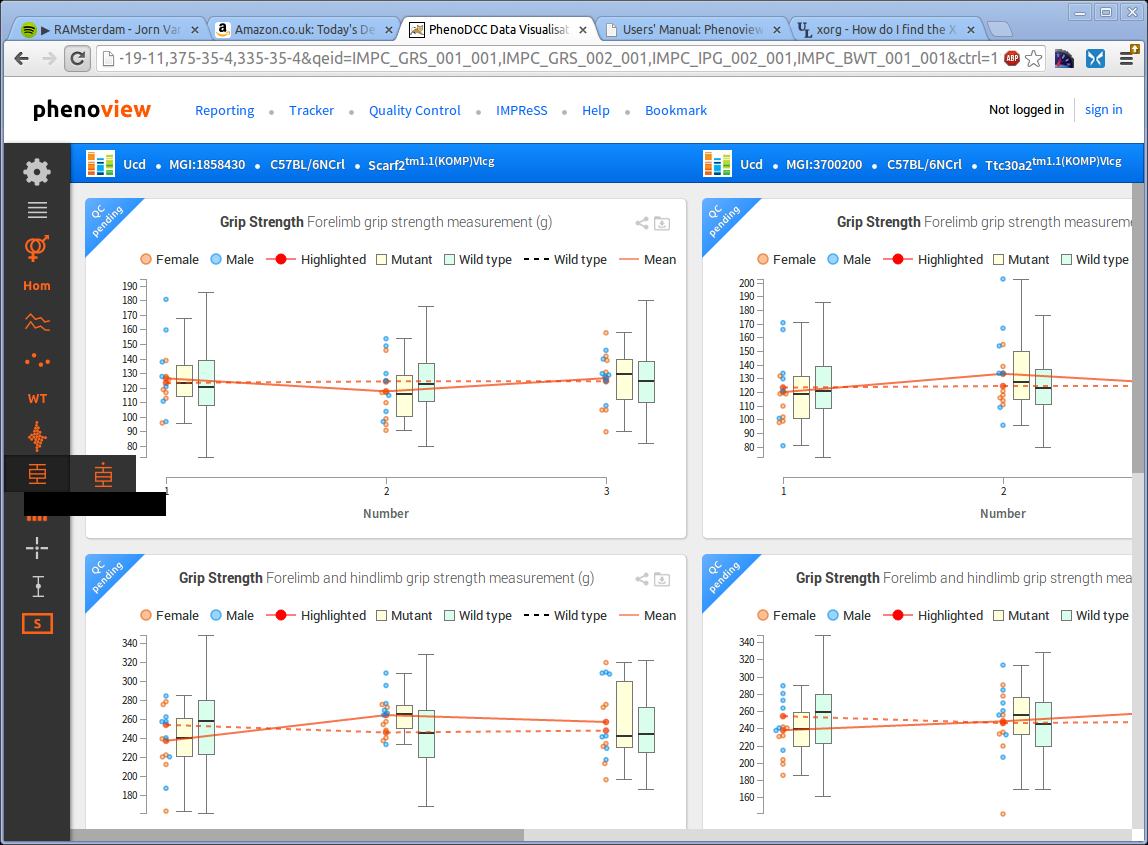 ▶ RAMsterdam - Jorn Var
Amazon.co.uk: Today's De
PhenoDCC Data Visualisat
Users' Manual: Phenoview
xorg - How do I find the X
-19-11,375-35-4,335-35-4&qeid=IMPC_GRS_001_001,IMPC_GRS_002_001,IMPC_IPG_002_001,IMPC_BWT_001_001&ctrl=1
ABP
phenoview
Reporting • Tracker • Quality Control • IMPReSS • Help • Bookmark
Not logged in
sign in
Ucd • MGI:1858430 • C57BL/6NCrl • Scarf2tm1.1(KOMP)Vlcg
Ucd • MGI:3700200 • C57BL/6NCrl • Ttc30a2tm1.1(KOMP)Vlcg
Hom
WT
S
QC pending
Grip Strength Forelimb grip strength measurement (g)
Female Male Highlighted Mutant Wild type Wild type Mean
190
180
170
160
150
140
130
120
110
100
90
80
1 2 3
Number
QC pending
Grip Strength Forelimb grip strength measureme
Female Male Highlighted Mutant Wild type
200
190
180
170
160
150
140
130
120
110
100
90
80
1 2
Number
QC pending
Grip Strength Forelimb and hindlimb grip strength measurement (g)
Female Male Highlighted Mutant Wild type Wild type Mean
340
320
300
280
260
240
220
200
180
QC pending
Grip Strength Forelimb and hindlimb grip strength mea
Female Male Highlighted Mutant Wild type
340
320
300
280
260
240
220
200
180
160